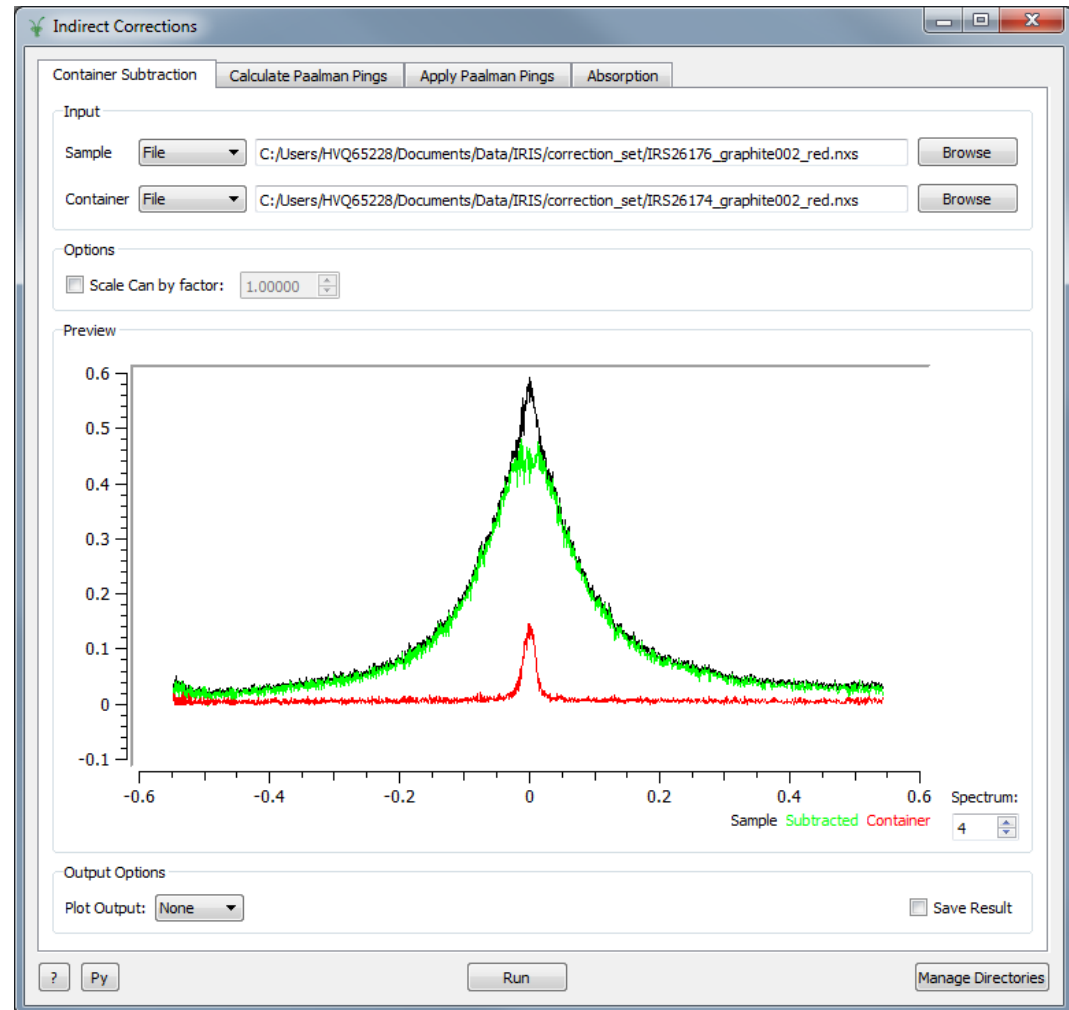 Indirect Corrections
Container Subtraction Calculate Paalman Pings Apply Paalman Pings Absorption
Input
Sample File C:/Users/HVQ65228/Documents/Data/IRIS/correction_set/IRS26176_graphite002_red.nxs Browse
Container File C:/Users/HVQ65228/Documents/Data/IRIS/correction_set/IRS26174_graphite002_red.nxs Browse
Options
Scale Can by factor: 1.00000
Preview
0.6
0.5
0.4
0.3
0.2
0.1
0
-0.1
-0.6 -0.4 -0.2 0 0.2 0.4 0.6 Spectrum:
Sample Subtracted Container 4
Output Options
Plot Output: None Save Result
? Py Run Manage Directories